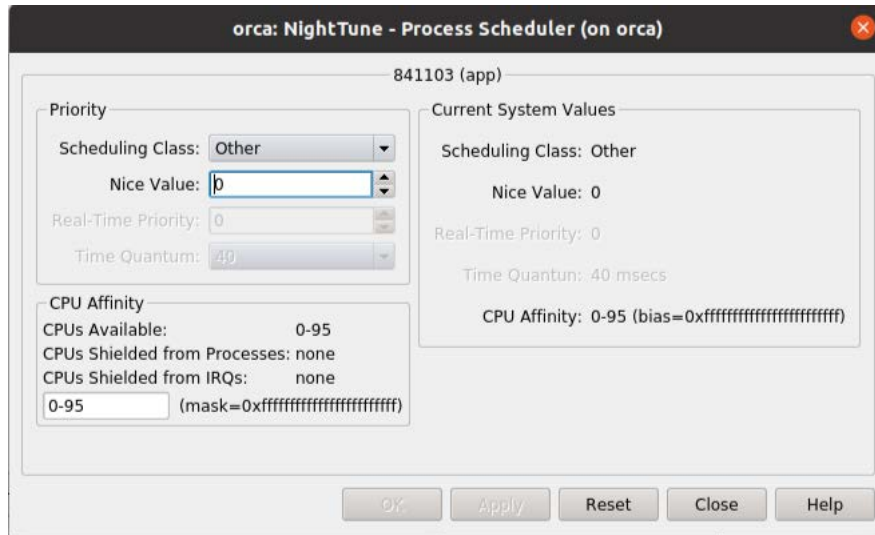 orca: NightTune - Process Scheduler (on orca)
841103 (app)
Priority
Scheduling Class: Other
Nice Value: 0
Real-Time Priority: 0
Time Quantum: 40
CPU Affinity
CPUs Available: 0-95
CPUs Shielded from Processes: none
CPUs Shielded from IRQs: none
0-95 (mask=0xffffffffffffffffffffffff)
Current System Values
Scheduling Class: Other
Nice Value: 0
Real-Time Priority: 0
Time Quantun: 40 msecs
CPU Affinity: 0-95 (bias=0xffffffffffffffffffffffff)
OK Apply Reset Close Help